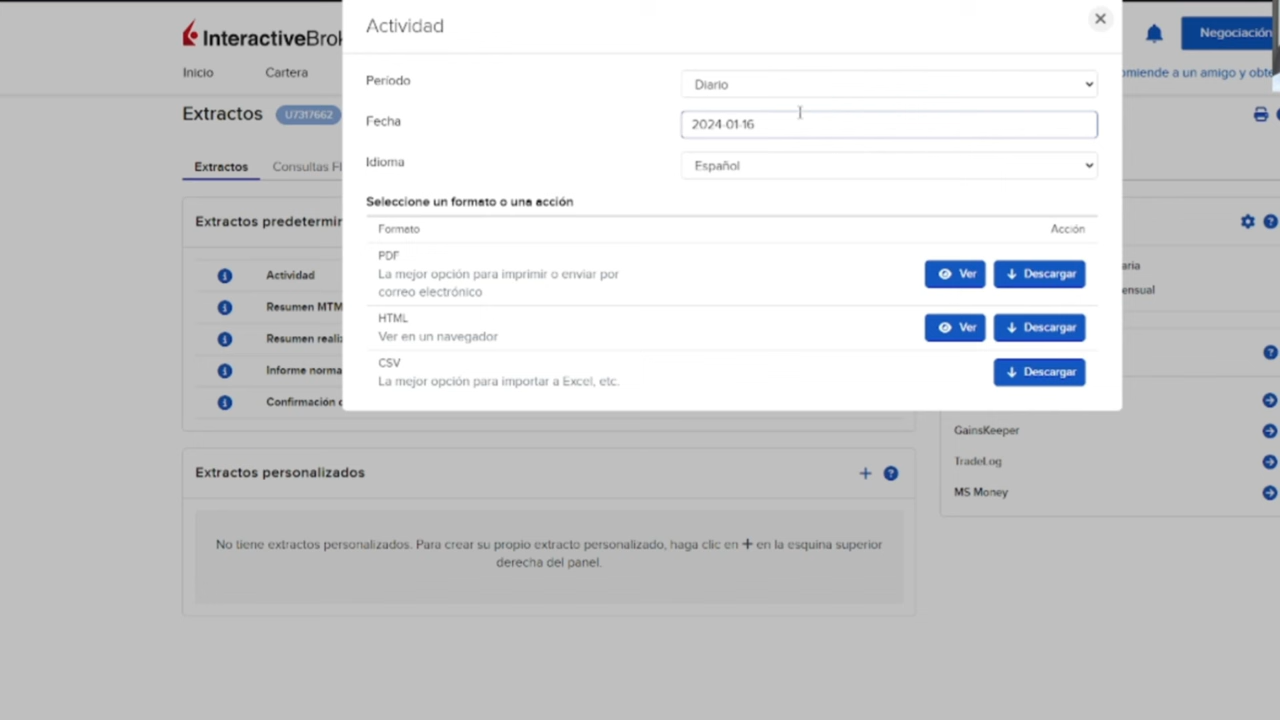 Actividad
InteractiveBrok
Negociación
Inicio
Cartera
omiende a un amigo y obte
Período
Diario
Extractos
U7317662
Fecha
2024-01-16
Idioma
Español
Extractos
Consultas Fl
Seleccione un formato o una acción
Formato
Acción
Extractos predetermin
PDF
La mejor opción para imprimir o enviar por
correo electrónico
Ver
Descargar
Actividad
aria
ensual
Resumen MTM
HTML
Ver en un navegador
Ver
Descargar
Resumen realiz
CSV
La mejor opción para importar a Excel, etc.
Descargar
Informe norma
Confirmación d
GainsKeeper
TradeLog
MS Money
Extractos personalizados
No tiene extractos personalizados. Para crear su propio extracto personalizado, haga clic en + en la esquina superior
derecha del panel.